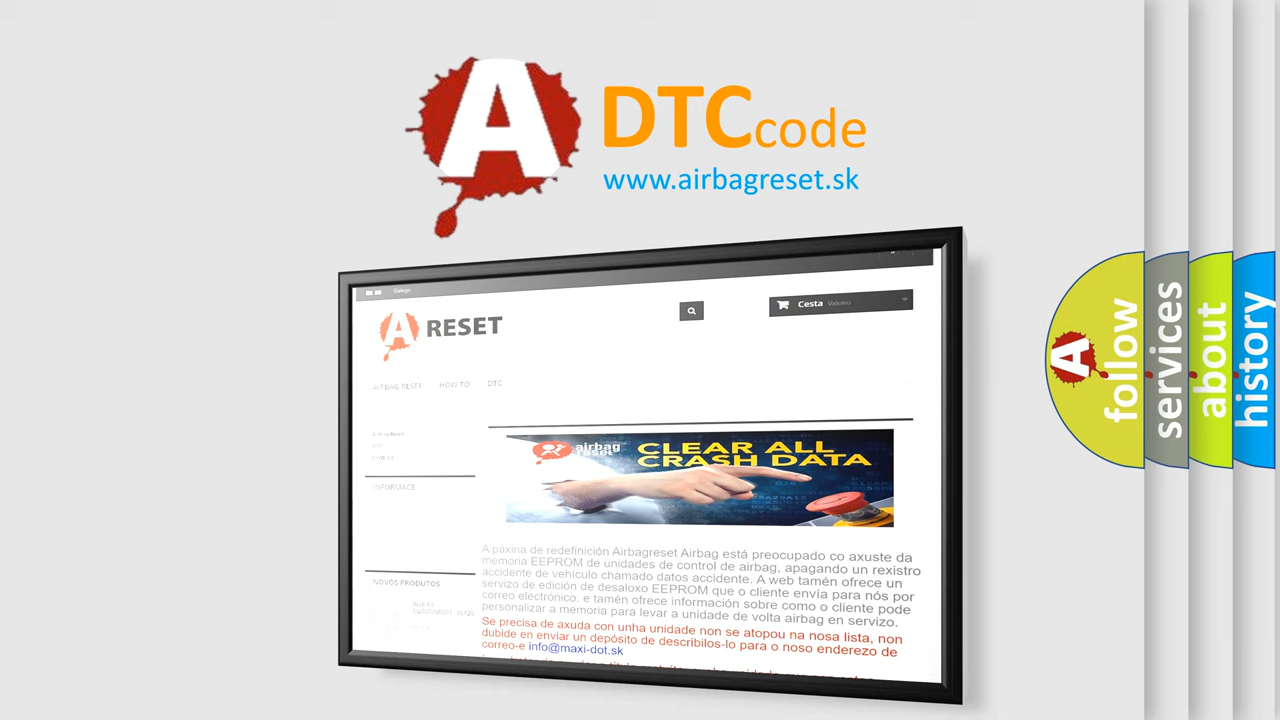 A DTCcode
www.airbagreset.sk
Galego
A RESET
Cesta Valeiro
AIRBAG RESET HOW TO DTC
HOW TO
INFORMACE
airbag
reset
CLEAR ALL
CRASH DATA
A páxina de redefinición Airbagreset Airbag está preocupado co axuste da
memoria EEPROM de unidades de control de airbag, apagando un rexistro
accidente de vehículo chamado datos accidente. A web tamén ofrece un
servizo de edición de desaloxo EEPROM que o cliente envía para nós por
correo electrónico, e tamén ofrece información sobre como o cliente pode
personalizar a memoria para levar a unidade de volta airbag en servizo.
Se precisa de axuda con unha unidade non se atopou na nosa lista, non
dubide en enviar un depósito de describilos-lo para o noso enderezo de
correo-e info@maxi-dot.sk
NOVOS PRODUTOS
A
follow
services
about
history